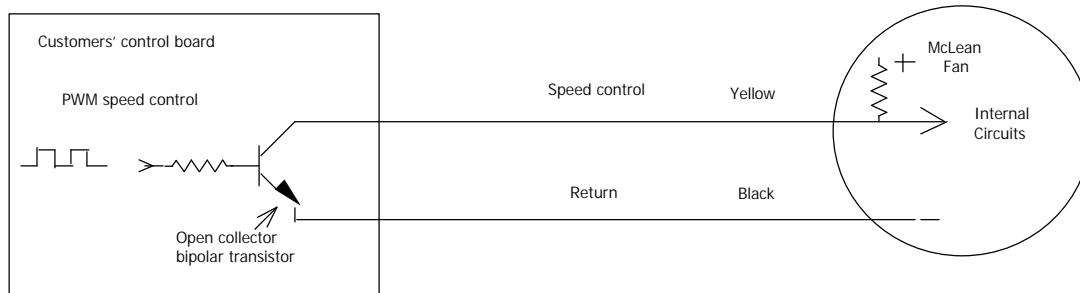 Customers' control board
PWM speed control
Open collector
bipolar transistor
Speed control
Yellow
Return
Black
McLean
Fan
Internal
Circuits